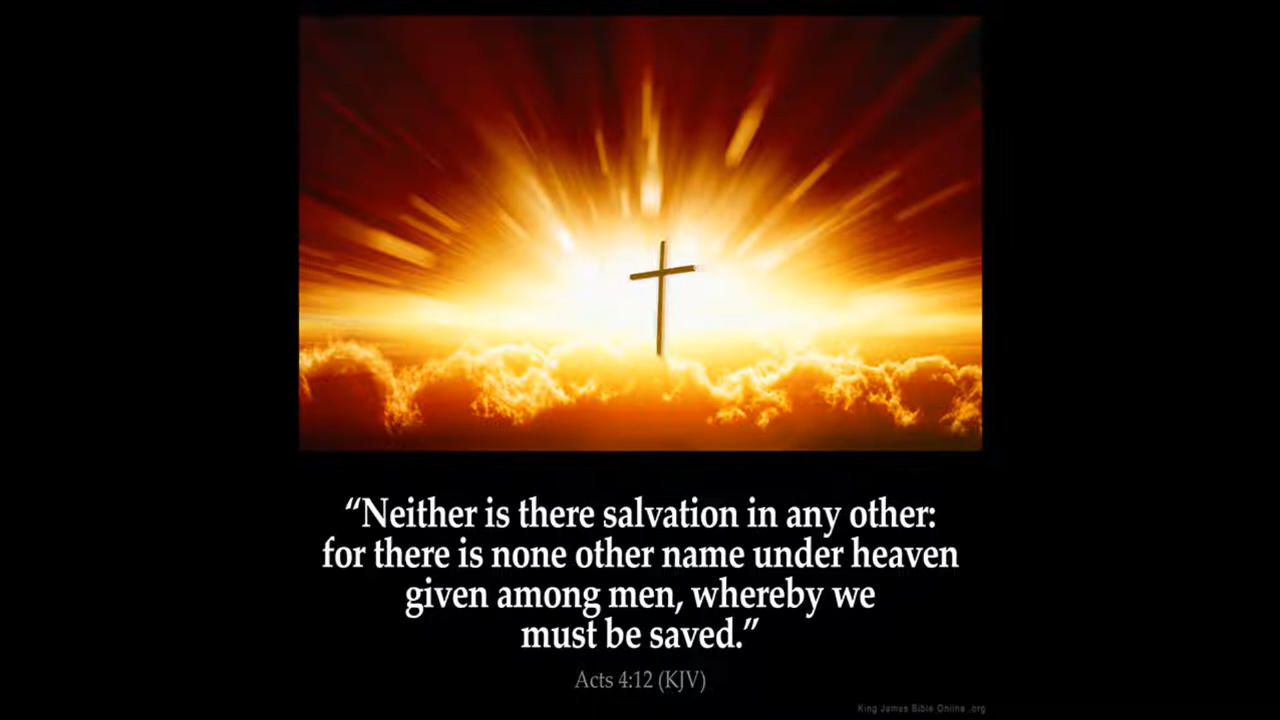 “Neither is there salvation in any other:
for there is none other name under heaven
given among men, whereby we
must be saved.”
Acts 4:12 (KJV)
King James Bible Online .org